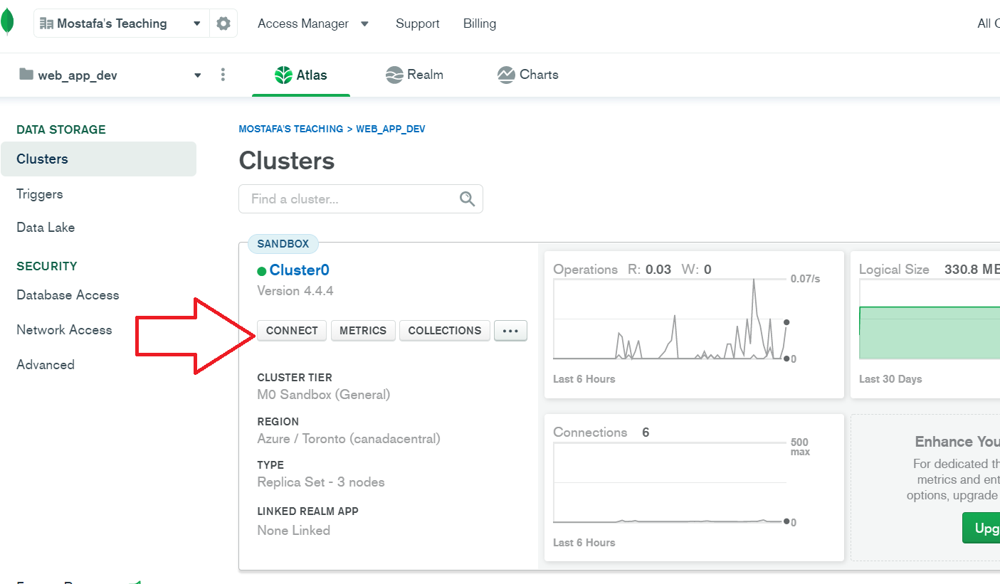 Mostafa's Teaching
Access Manager
Support
Billing
All
web_app_dev
Atlas
Realm
Charts
DATA STORAGE
Clusters
Triggers
Data Lake
SECURITY
Database Access
Network Access
Advanced
MOSTAFA'S TEACHING > WEB_APP_DEV
Clusters
Find a cluster...
SANDBOX
Cluster0
Version 4.4.4
CONNECT
METRICS
COLLECTIONS
...
CLUSTER TIER
M0 Sandbox (General)
REGION
Azure / Toronto (canadacentral)
TYPE
Replica Set - 3 nodes
LINKED REALM APP
None Linked
Operations R: 0.03 W: 0
0.07/s
0
Last 6 Hours
Logical Size 330.8
Last 30 Days
Connections 6
500
max
0
Last 6 Hours
Enhance You
For dedicated th
metrics and ent
options, upgrade
Upg